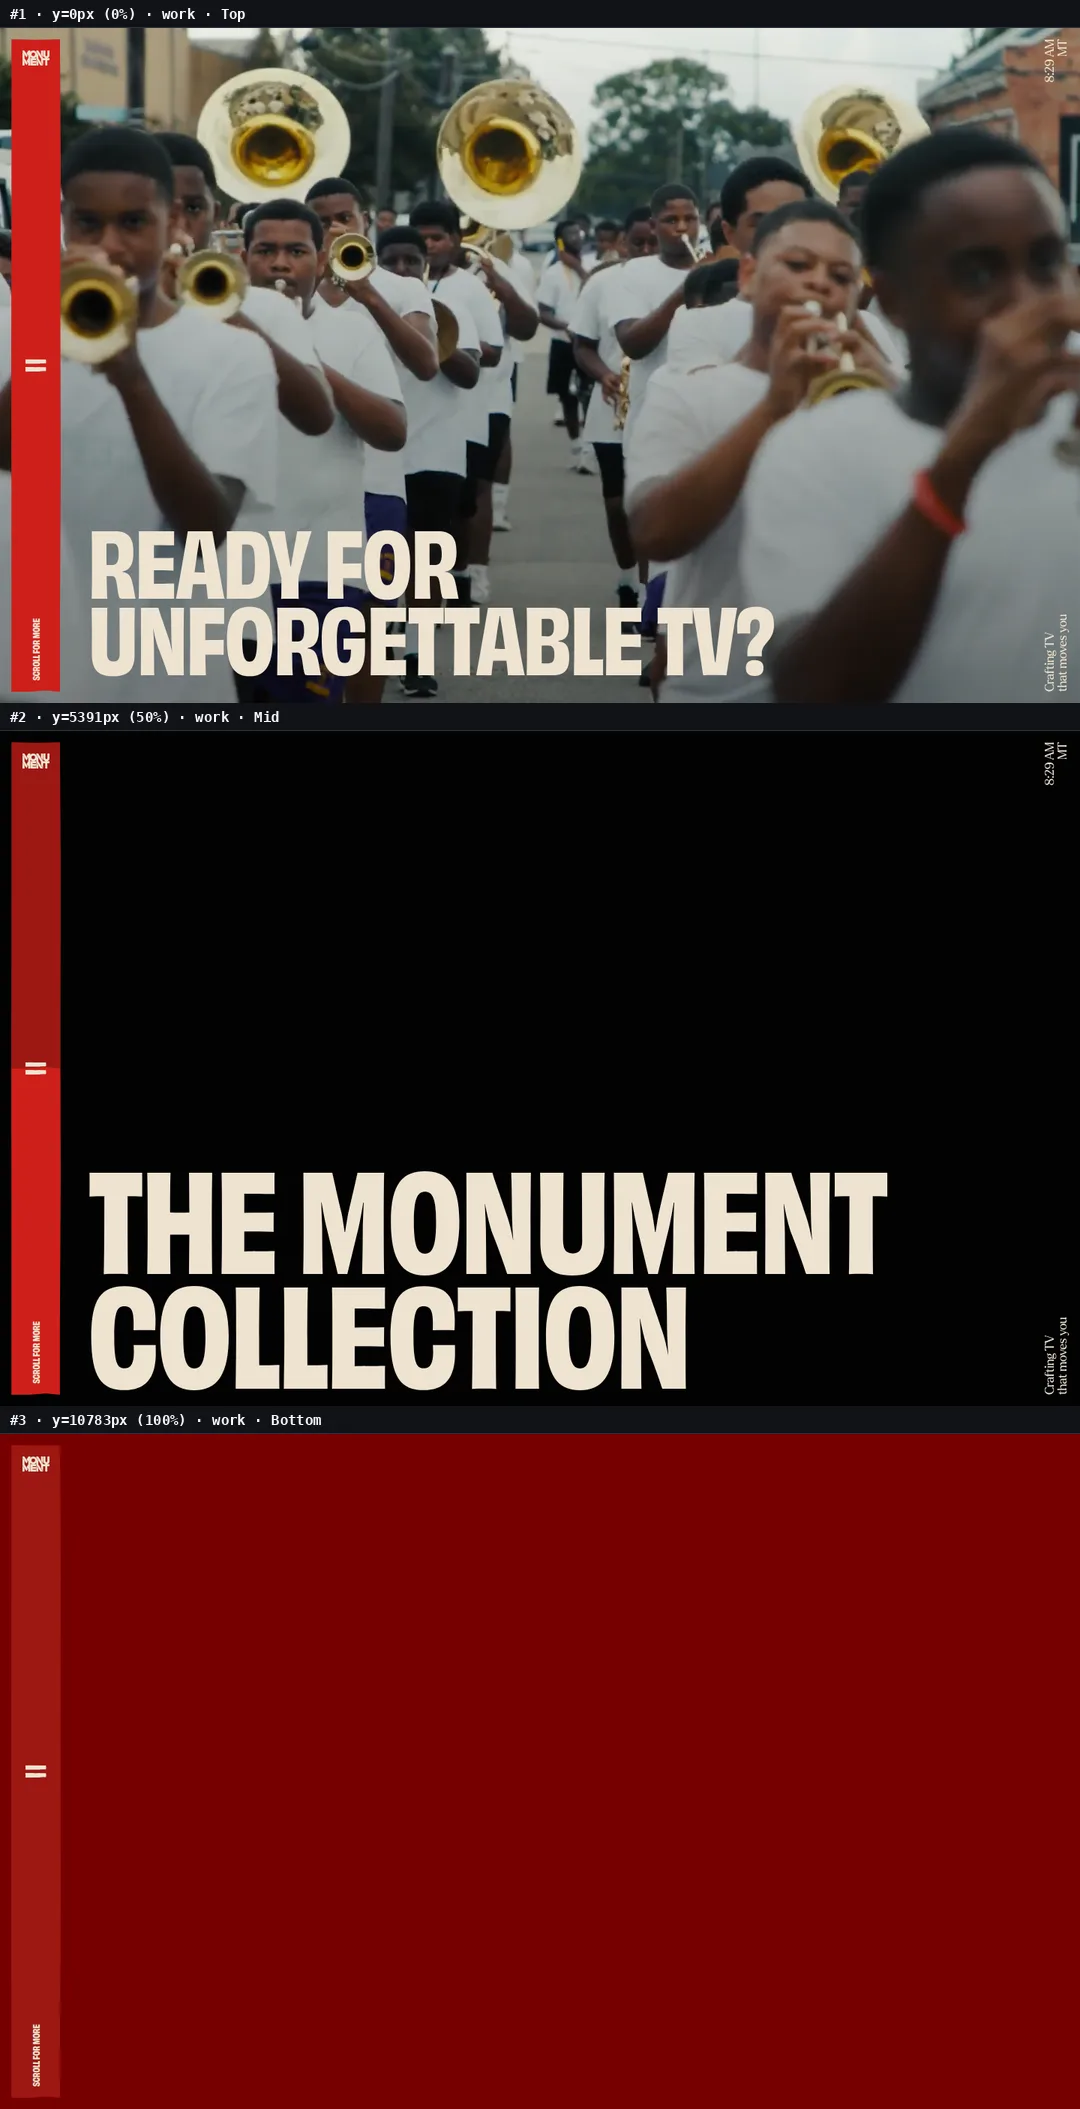 #1 · y=0px (0%) · work · Top
MONU
MENT
8:29 AM
MT
READY FOR
UNFORGETTABLE TV?
SCROLL FOR MORE
Crafting TV
that moves you
#2 · y=5391px (50%) · work · Mid
MONU
MENT
8:29 AM
MT
THE MONUMENT
COLLECTION
SCROLL FOR MORE
Crafting TV
that moves you
#3 · y=10783px (100%) · work · Bottom
MONU
MENT
SCROLL FOR MORE